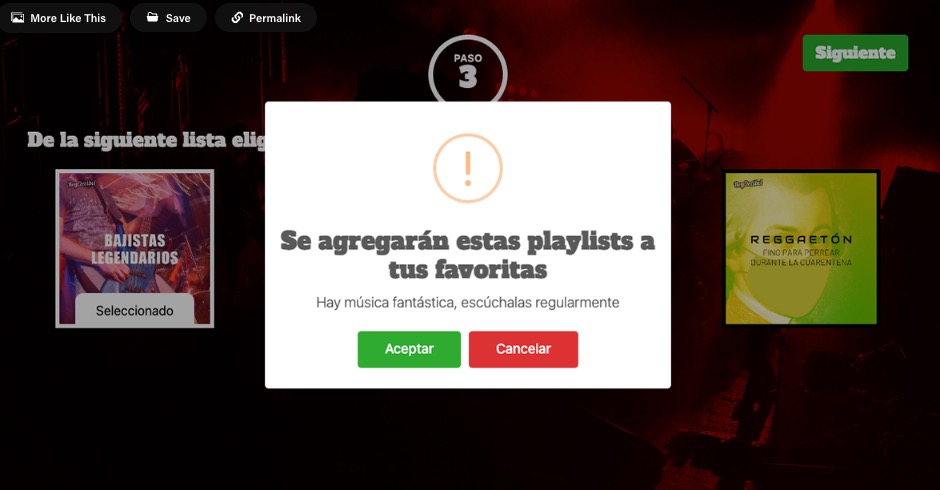 More Like This
Save
Permalink
PASO
3
Siguiente
De la siguiente lista elig
BAJISTAS
LEGENDARIOS
Seleccionado
Se agregarán estas playlists a
tus favoritas
Hay música fantástica, escúchalas regularmente
Aceptar
Cancelar
REGGAETÓN
FINO PARA PERREAR
DURANTE LA CUARENTENA